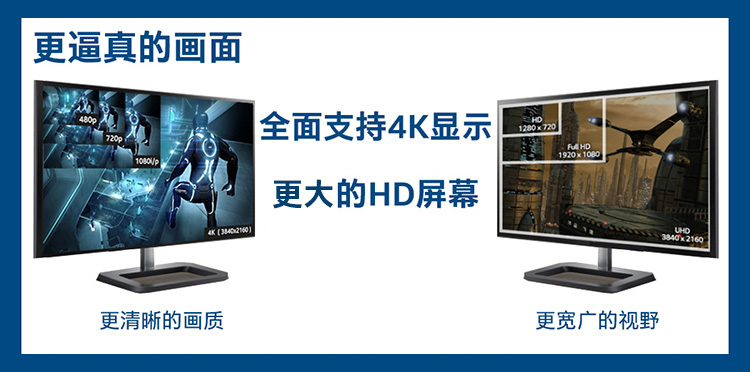 更逼真的画面
480p
720p
1080i/p
4K（3840x2160）
全面支持4K显示
更大的HD屏幕
HD
1280 x 720
Full HD
1920 x 1080
UHD
3840 x 2160
更清晰的画质
更宽广的视野